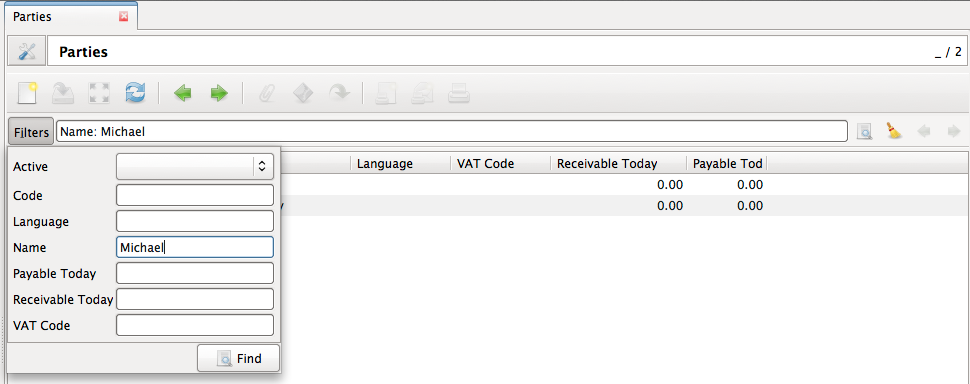 Parties
Parties
_ / 2
Filters Name: Michael
Active Language VAT Code Receivable Today Payable Tod
0.00 0.00
Code
0.00 0.00
Language
Name Michael
Payable Today
Receivable Today
VAT Code
Find